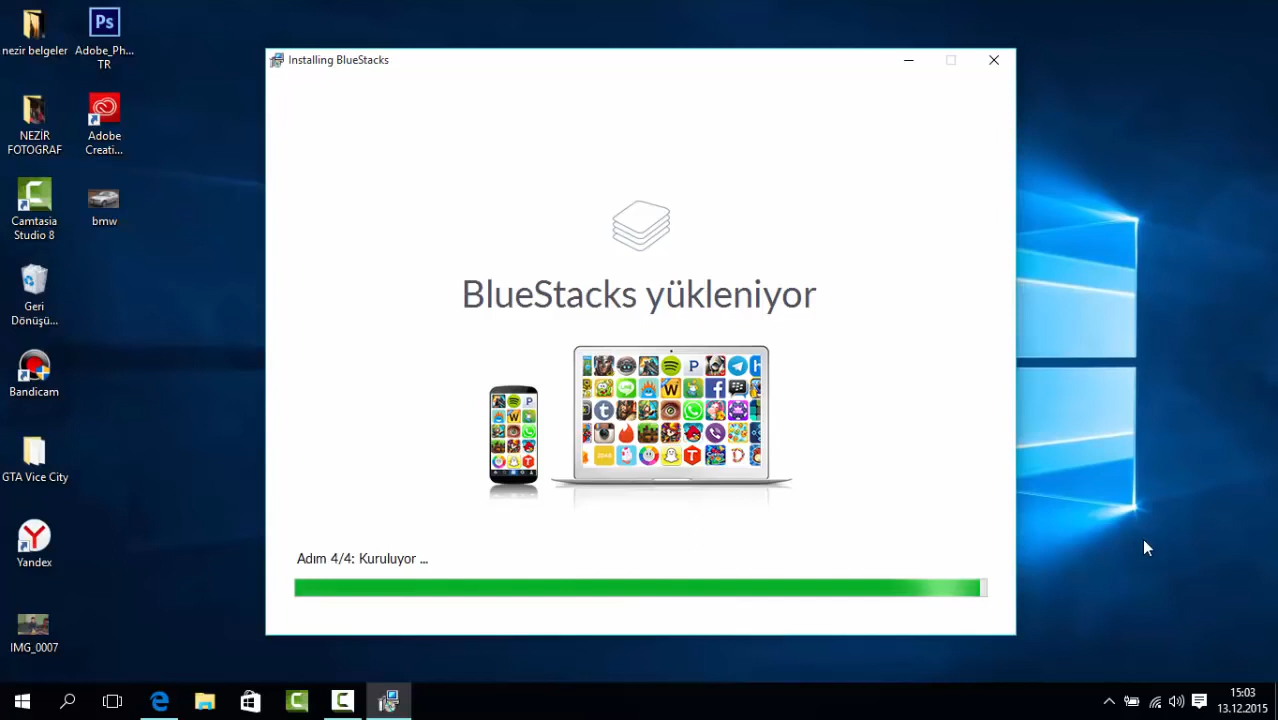 nezir belgeler
Adobe_Ph...
TR
NEZİR
FOTOGRAF
Adobe
Creati...
Camtasia
Studio 8
bmw
Geri
Dönüşü...
Bandicam
GTA Vice City
Yandex
IMG_0007
Installing BlueStacks
BlueStacks yükleniyor
Adım 4/4: Kuruluyor ...
15:03
13.12.2015